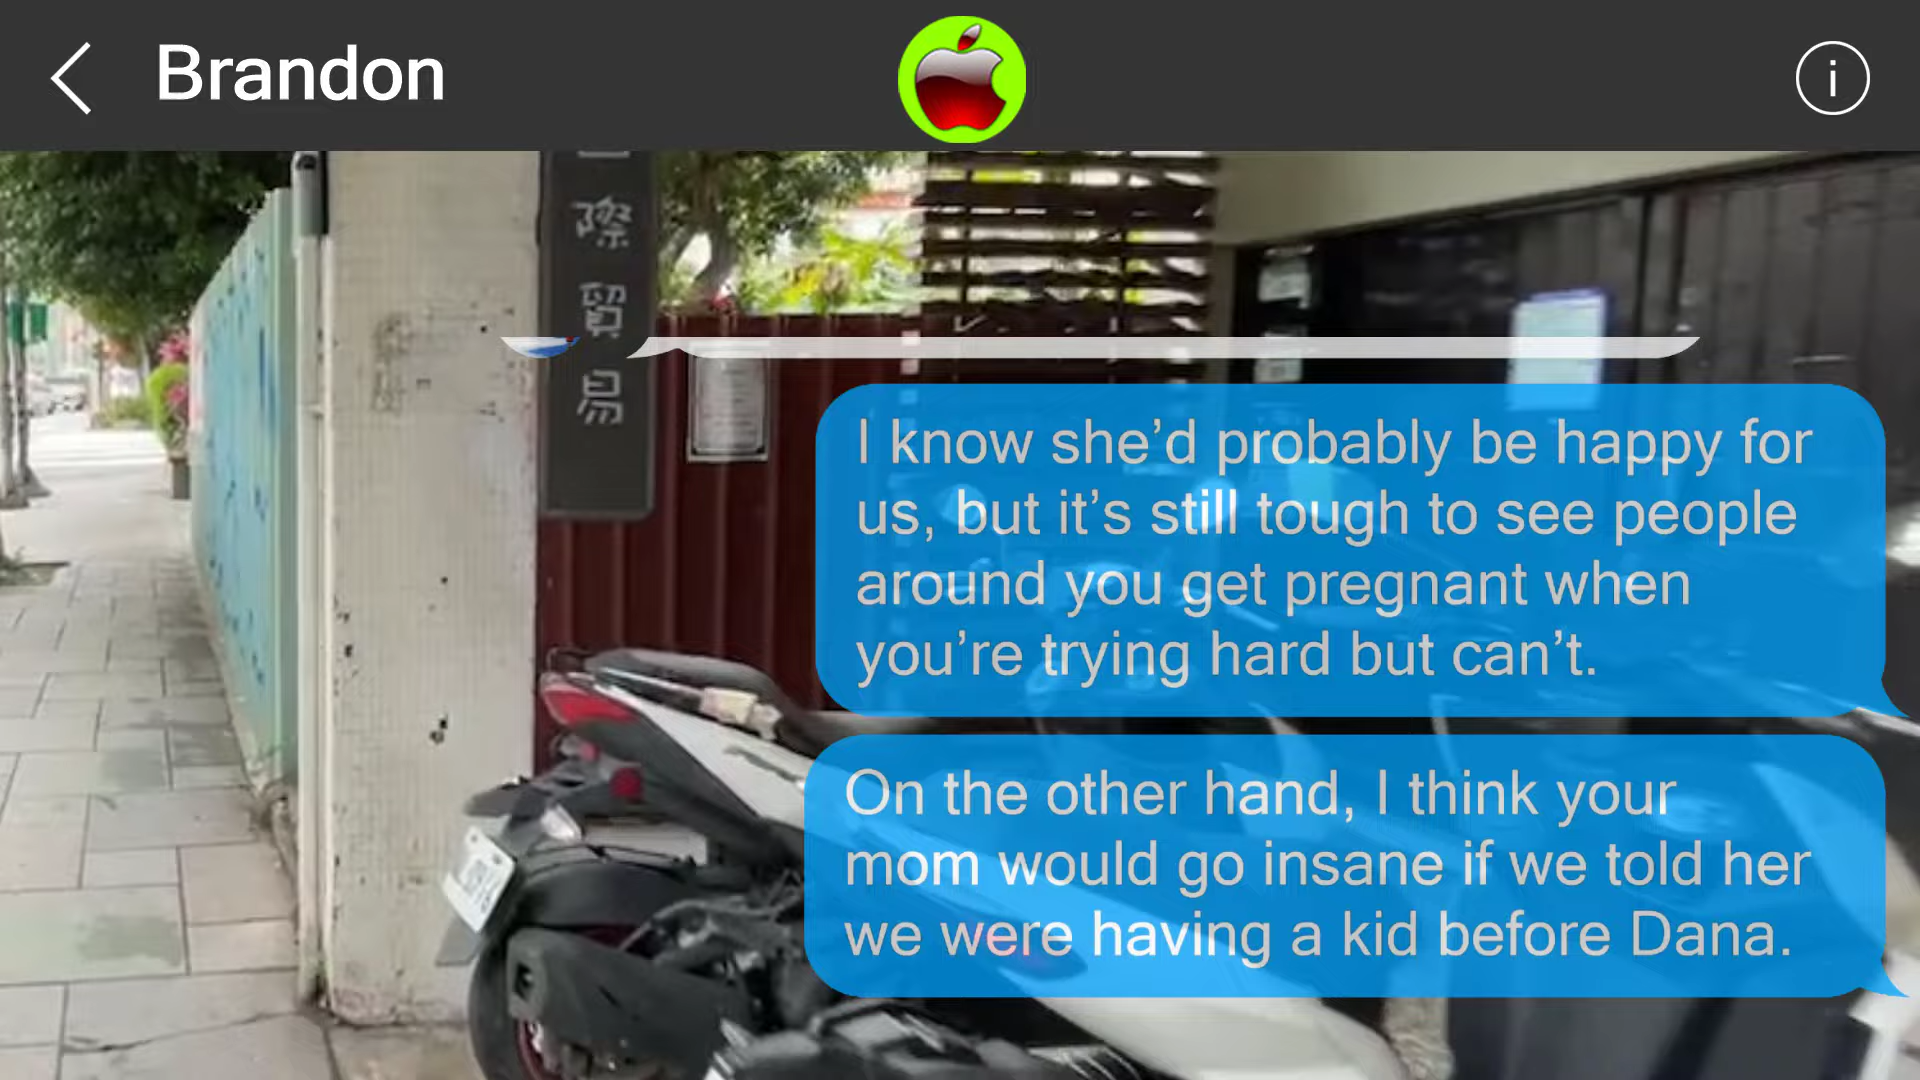 Brandon
際
貿
易
I know she’d probably be happy for
us, but it’s still tough to see people
around you get pregnant when
you’re trying hard but can’t.
On the other hand, I think your
mom would go insane if we told her
we were having a kid before Dana.